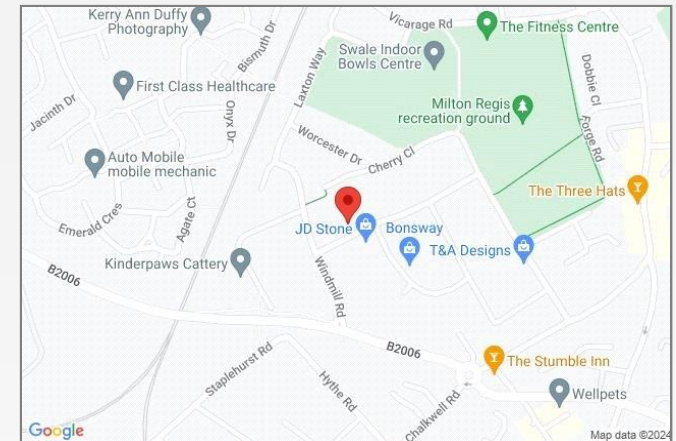 Kerry Ann Duffy
Photography
Bismuth Dr
Vicarage Rd
The Fitness Centre
Laxton Way
Swale Indoor
Bowls Centre
Dobbie Cl
First Class Healthcare
Jacinth Dr
Onyx Dr
Milton Regis
recreation ground
Forge Rd
Worcester Dr
Cherry Cl
Auto Mobile
mobile mechanic
The Three Hats
Emerald Cres
Agate Ct
JD Stone
Bonsway
T&A Designs
Kinderpaws Cattery
Windmill Rd
B2006
B2006
Staplehurst Rd
Hythe Rd
Chalkwell Rd
The Stumble Inn
Wellpets
Google
Map data ©2024